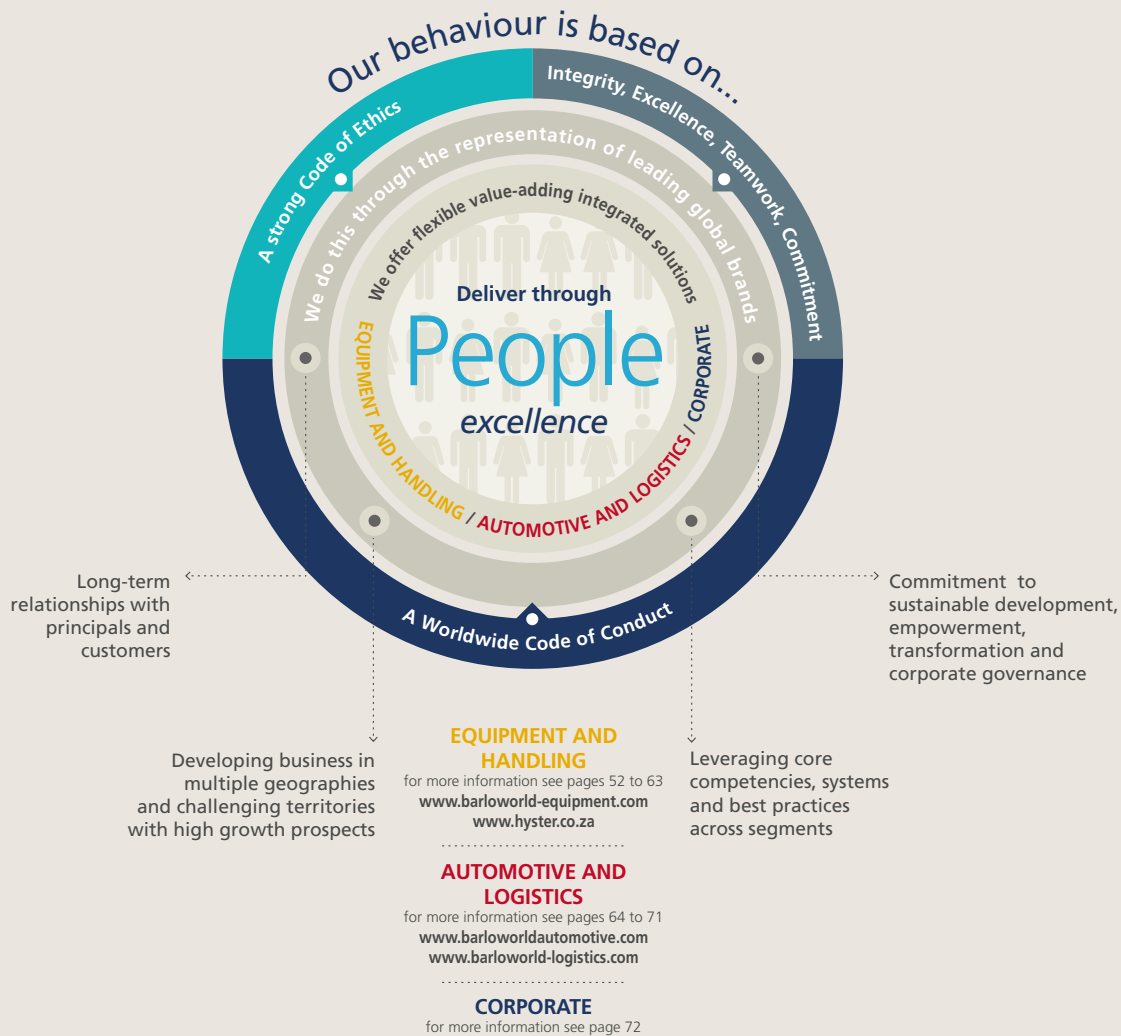 Our behaviour is based on...
A strong Code of Ethics
Integrity, Excellence, Teamwork, Commitment
We do this through the representation of leading global brands
We offer flexible value-adding integrated solutions
Deliver through
People
excellence
EQUIPMENT AND HANDLING / AUTOMOTIVE AND LOGISTICS / CORPORATE
A Worldwide Code of Conduct
Long-term
relationships with
principals and
customers
Commitment to
sustainable development,
empowerment,
transformation and
corporate governance
Developing business in
multiple geographies
and challenging territories
with high growth prospects
Leveraging core
competencies, systems
and best practices
across segments
EQUIPMENT AND
HANDLING
for more information see pages 52 to 63
www.barloworld-equipment.com
www.hyster.co.za
AUTOMOTIVE AND
LOGISTICS
for more information see pages 64 to 71
www.barloworldautomotive.com
www.barloworld-logistics.com
CORPORATE
for more information see page 72